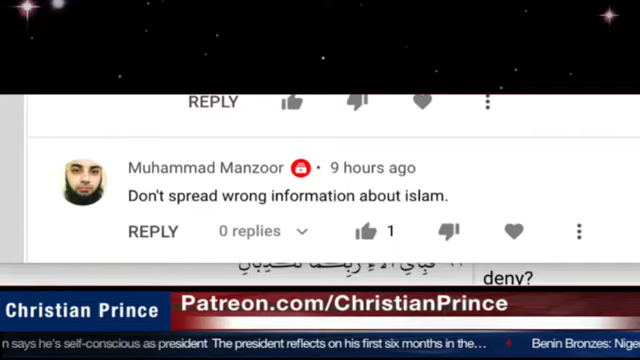 REPLY
Muhammad Manzoor • 9 hours ago
Don't spread wrong information about islam.
REPLY 0 replies 1
deny?
Christian Prince Patreon.com/ChristianPrince
n says he's self-conscious as president The president reflects on his first six months in the... Benin Bronzes: Nige